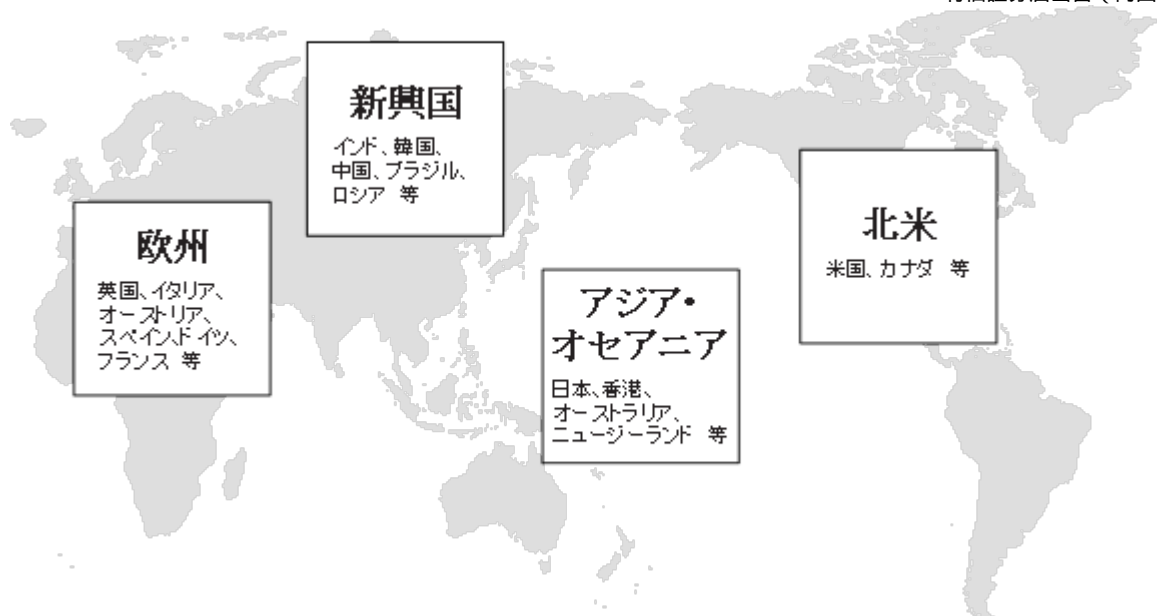 新興国
インド、韓国、
中国、ブラジル、
ロシア 等
欧州
英国、イタリア、
オーストリア、
スペイン、ドイツ、
フランス 等
アジア・
オセアニア
日本、香港、
オーストラリア、
ニュージーランド 等
北米
米国、カナダ 等